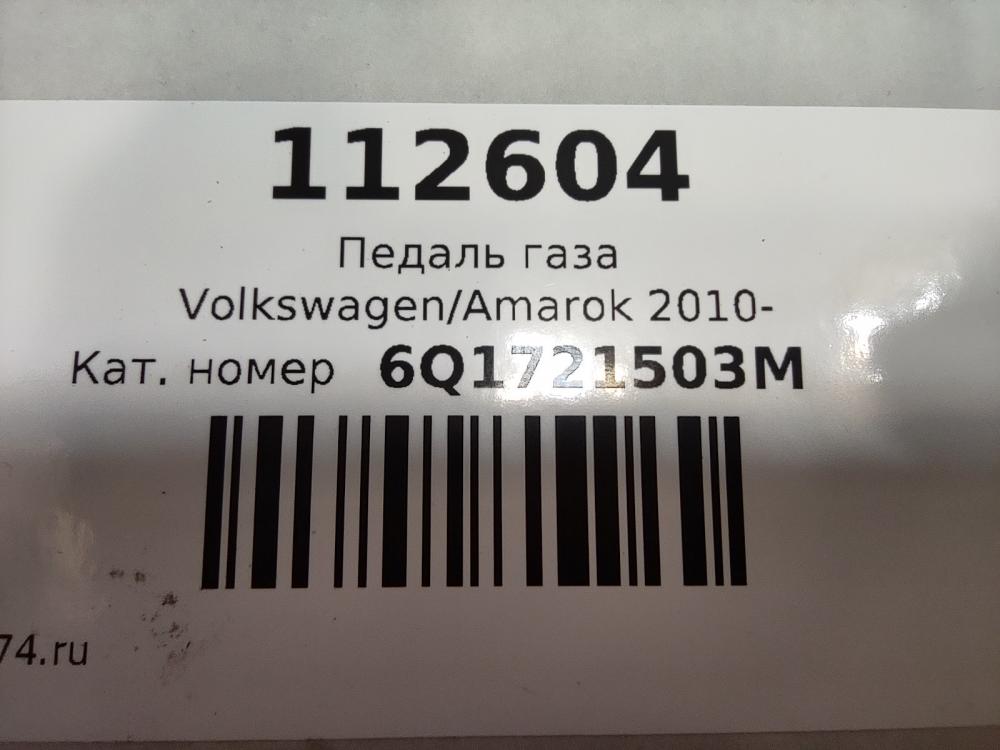 112604
Педаль газа
Volkswagen/Amarok 2010-
Кат. номер 6Q1721503M
74.ru